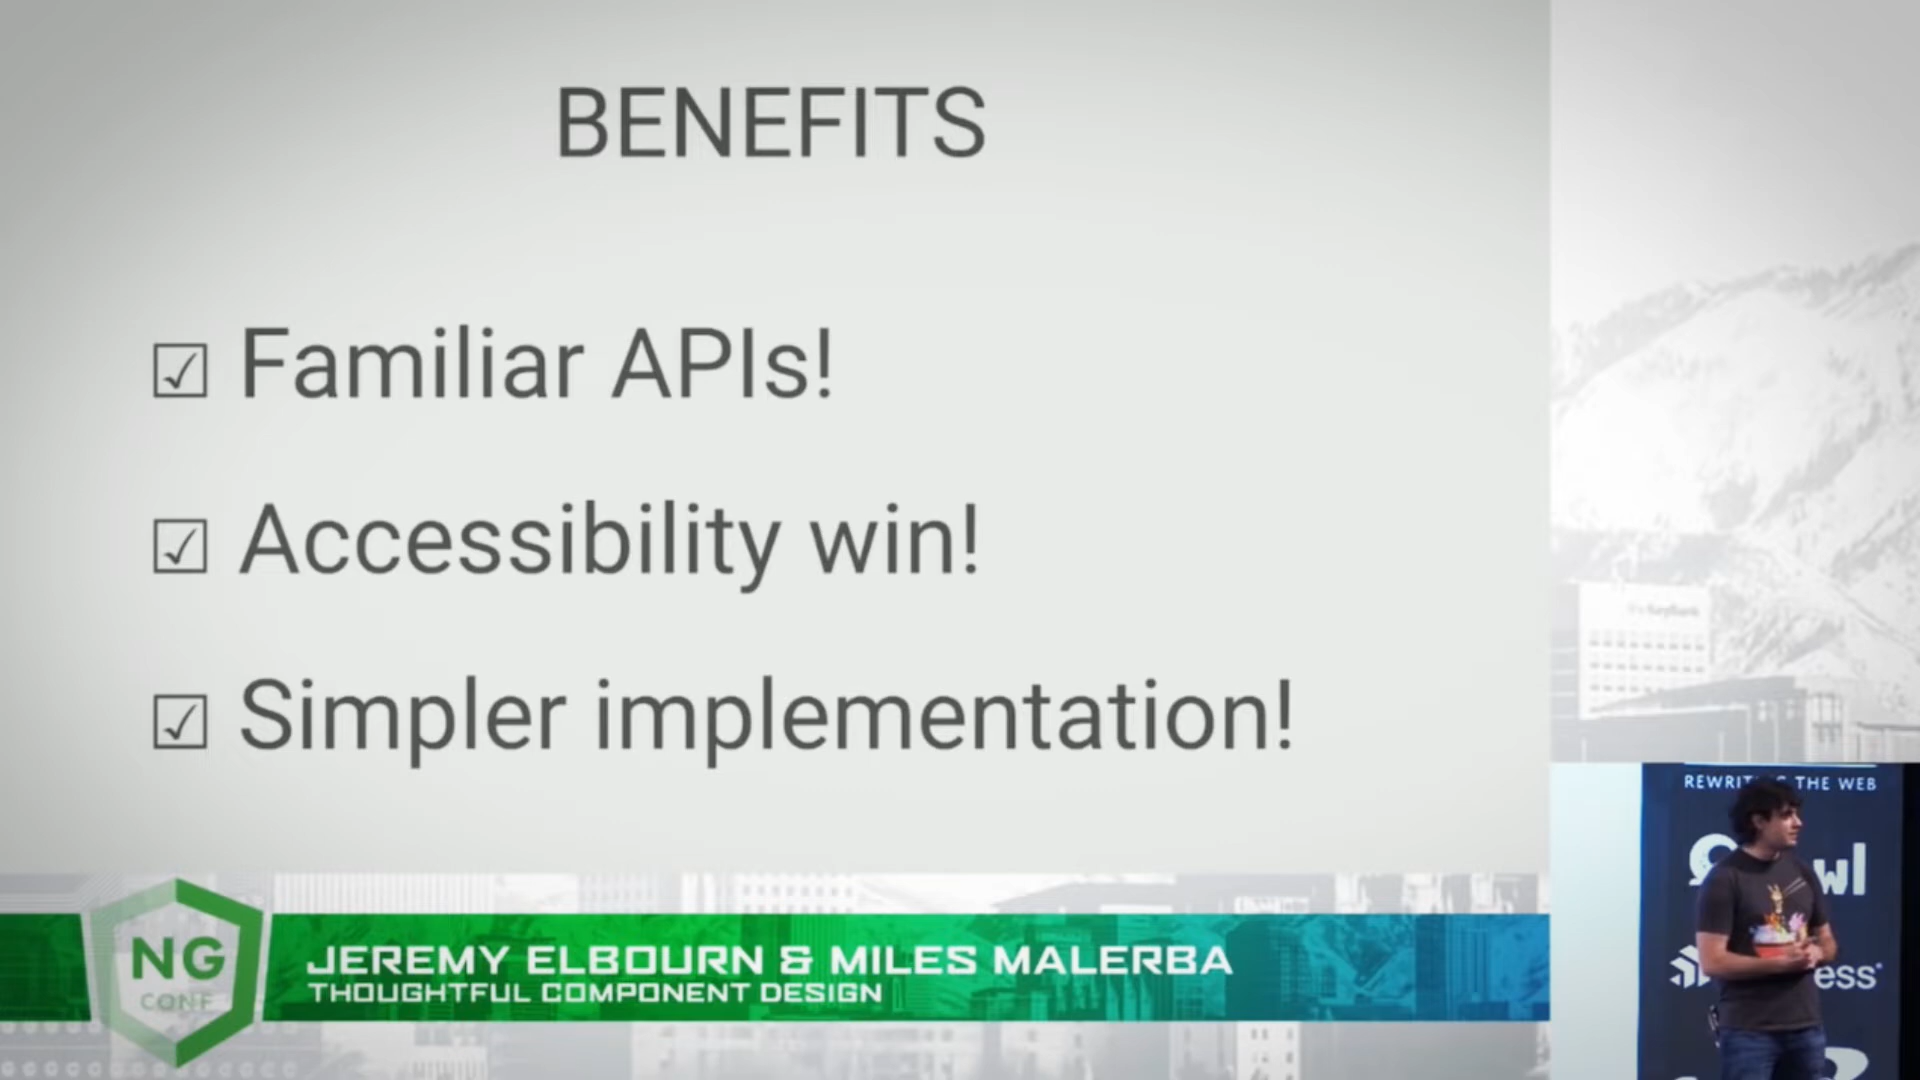 BENEFITS
☑ Familiar APIs!
☑ Accessibility win!
☑ Simpler implementation!
NG
CONF
JEREMY ELBOURN & MILES MALERBA
THOUGHTFUL COMPONENT DESIGN
THE WEB